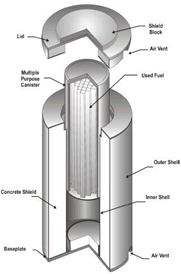 Shield
Block
Lid
Air Vent
Multiple
Purpose
Canister
Used Fuel
Outer Shell
Concrete Shield
Inner Shell
Baseplate
Air Vent